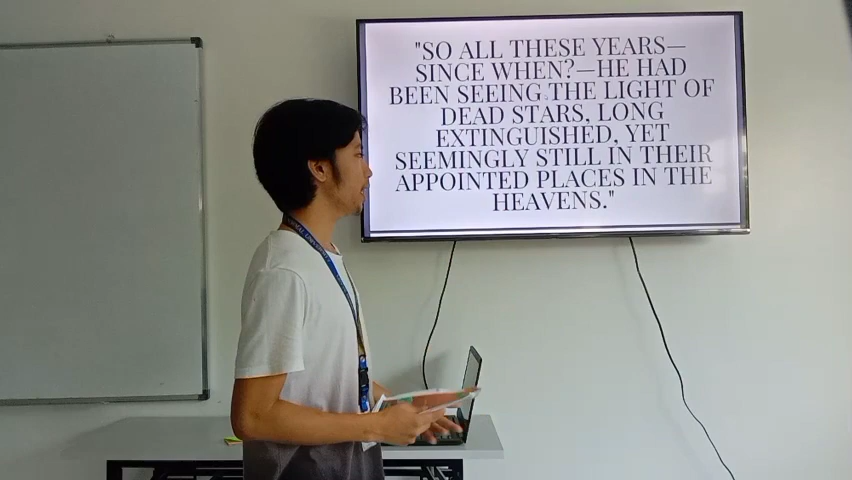 "SO ALL THESE YEARS—
SINCE WHEN?—HE HAD
BEEN SEEING THE LIGHT OF
DEAD STARS, LONG
EXTINGUISHED, YET
SEEMINGLY STILL IN THEIR
APPOINTED PLACES IN THE
HEAVENS."